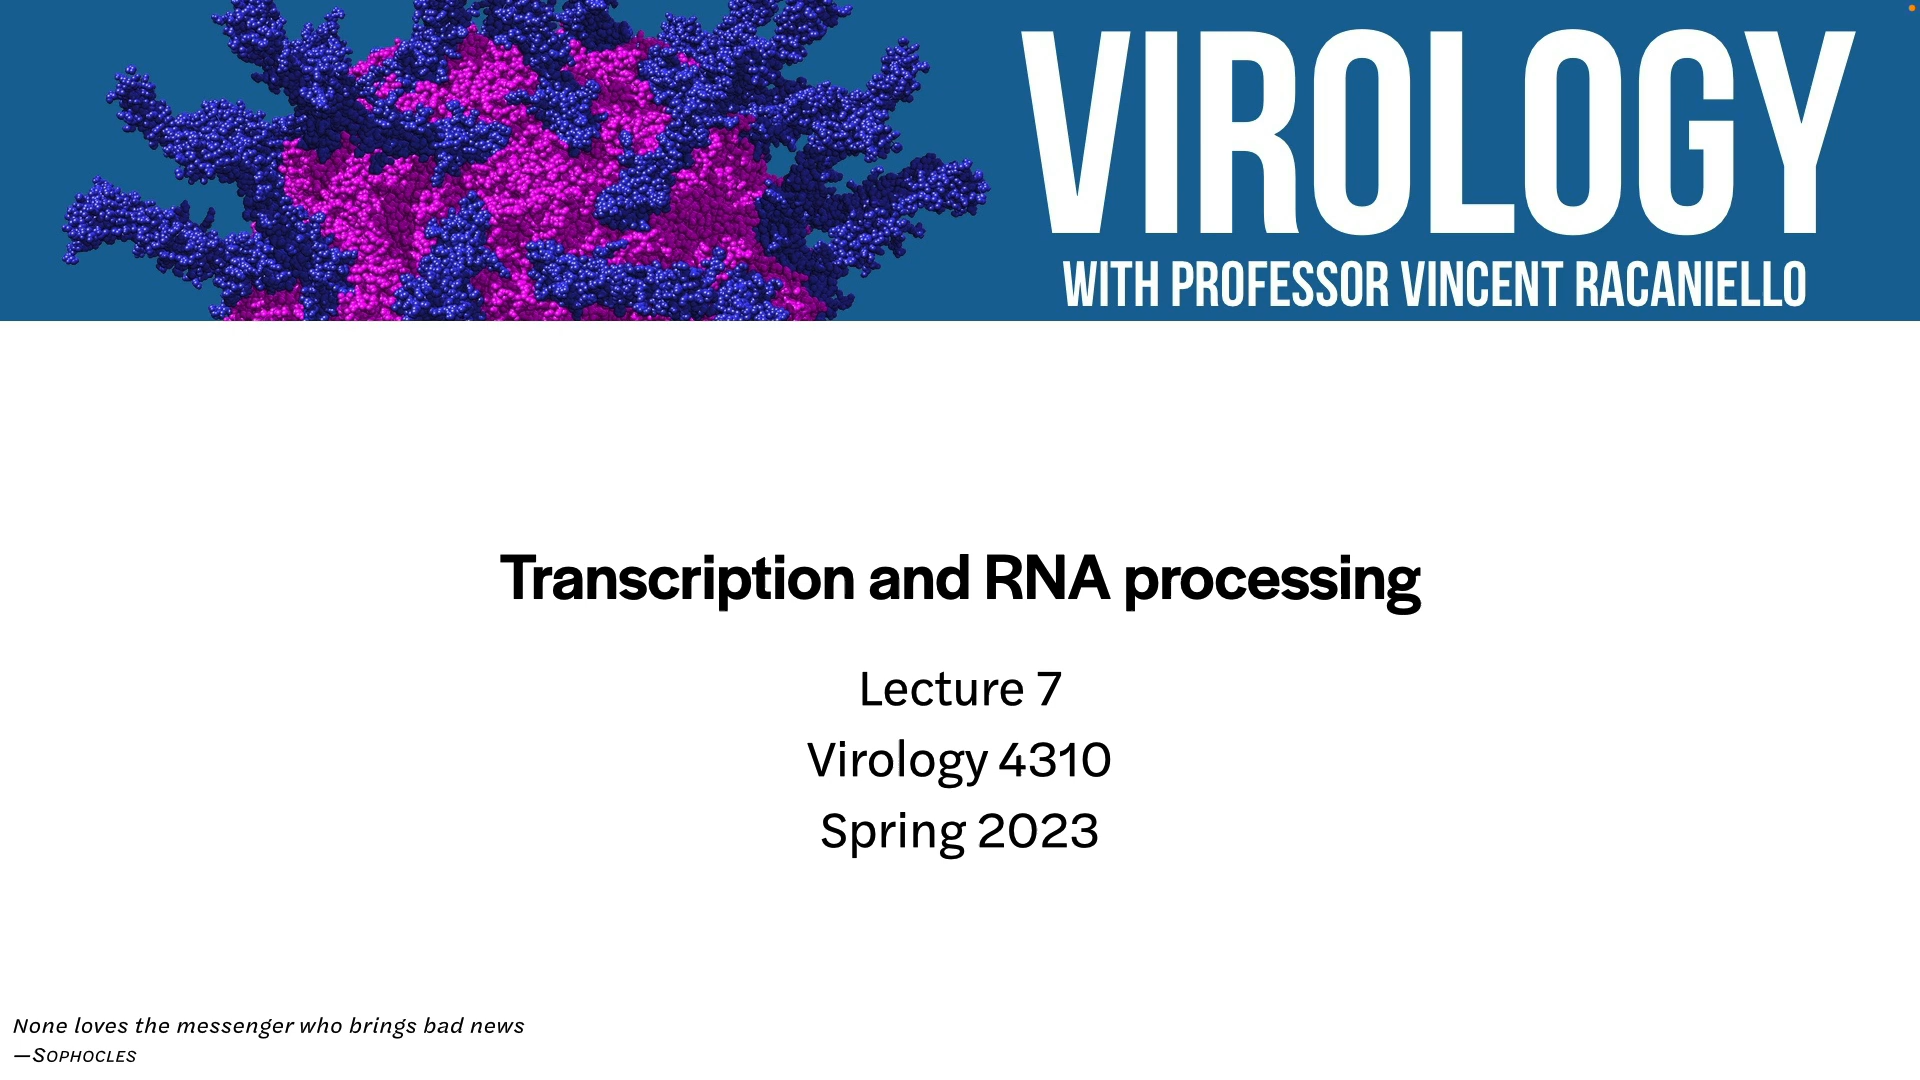 VIROLOGY
WITH PROFESSOR VINCENT RACANIELLO
Transcription and RNA processing
Lecture 7
Virology 4310
Spring 2023
None loves the messenger who brings bad news
—SOPHOCLES